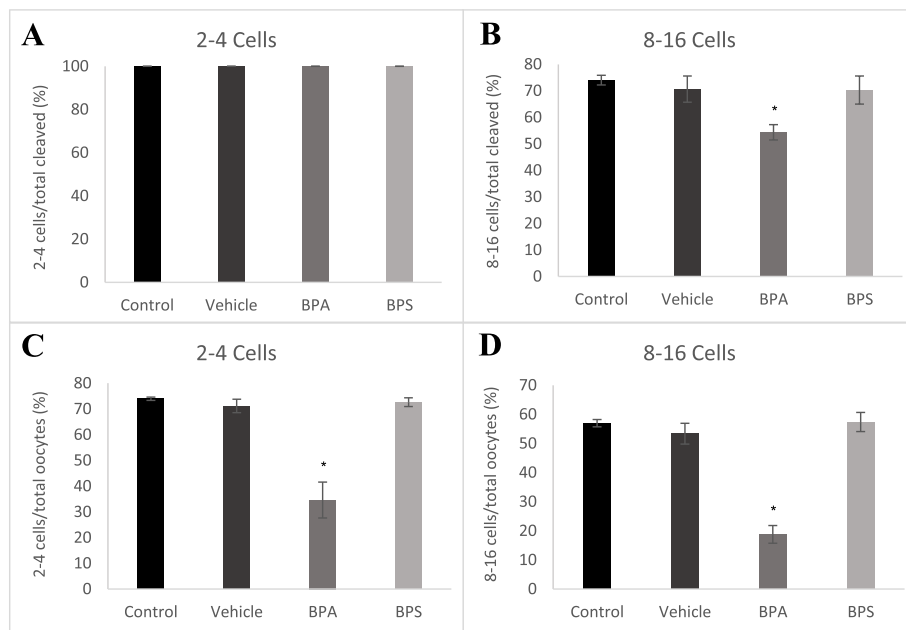 A
2-4 Cells
2-4 cells/total cleaved (%)
100
80
60
40
20
0
Control Vehicle BPA BPS
B
8-16 Cells
8-16 cells/total cleaved (%)
80
70
60
50
40
30
20
10
0
*
Control Vehicle BPA BPS
C
2-4 Cells
2-4 cells/total oocytes (%)
80
70
60
50
40
30
20
10
0
*
Control Vehicle BPA BPS
D
8-16 Cells
8-16 cells/total oocytes (%)
70
60
50
40
30
20
10
0
*
Control Vehicle BPA BPS